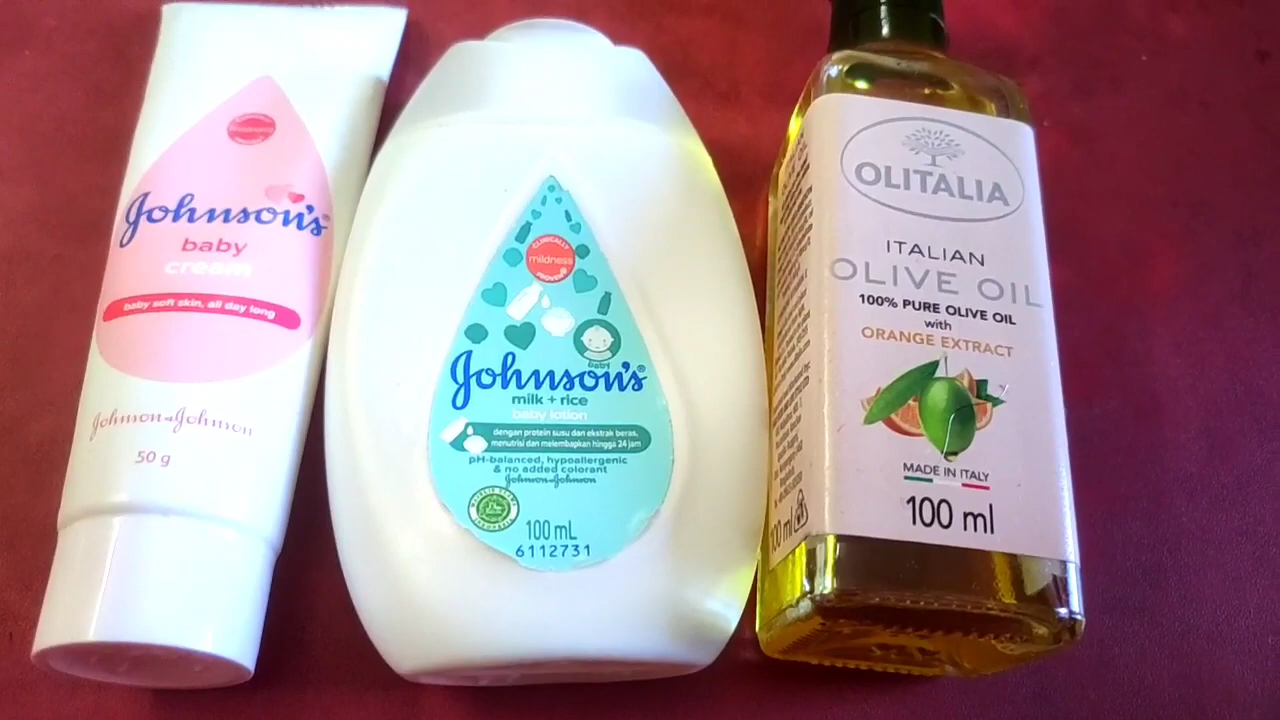 Johnson's®
baby
cream
baby soft skin, all day long
Johnson & Johnson
50 g
CLINICALLY
mildness
PROVEN
baby
Johnson's®
milk + rice
baby lotion
dengan protein susu dan ekstrak beras,
menutrisi dan melembapkan hingga 24 jam
pH-balanced, hypoallergenic
& no added colorant
Johnson & Johnson
100 mL
6112731
OLITALIA
ITALIAN
OLIVE OIL
100% PURE OLIVE OIL
with
ORANGE EXTRACT
MADE IN ITALY
100 ml
100 ml